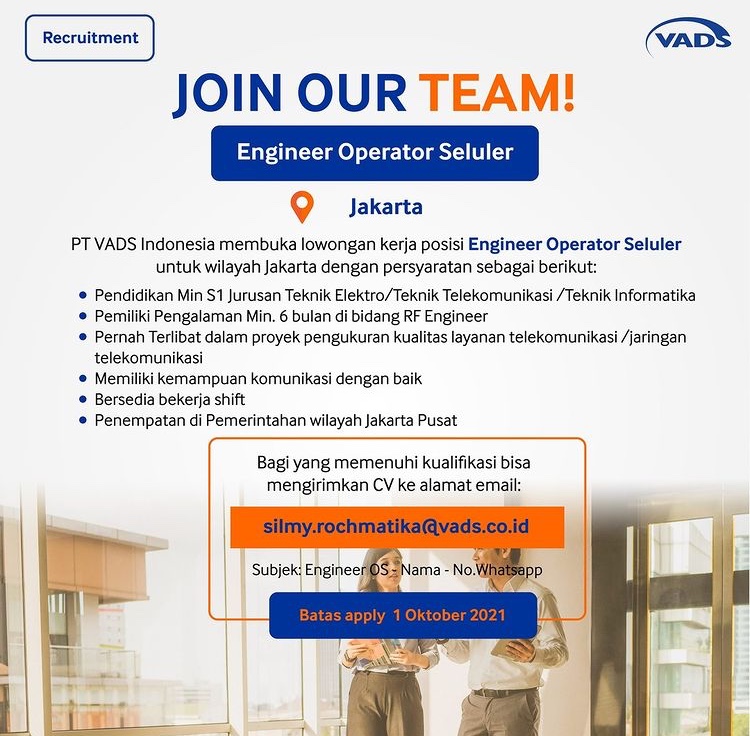 Recruitment
VADS
JOIN OUR TEAM!
Engineer Operator Seluler
Jakarta
PT VADS Indonesia membuka lowongan kerja posisi Engineer Operator Seluler
untuk wilayah Jakarta dengan persyaratan sebagai berikut:
• Pendidikan Min S1 Jurusan Teknik Elektro/Teknik Telekomunikasi /Teknik Informatika
• Pemiliki Pengalaman Min. 6 bulan di bidang RF Engineer
• Pernah Terlibat dalam proyek pengukuran kualitas layanan telekomunikasi /jaringan
telekomunikasi
• Memiliki kemampuan komunikasi dengan baik
• Bersedia bekerja shift
• Penempatan di Pemerintahan wilayah Jakarta Pusat
Bagi yang memenuhi kualifikasi bisa
mengirimkan CV ke alamat email:
silmy.rochmatika@vads.co.id
Subjek: Engineer OS - Nama - No.Whatsapp
Batas apply 1 Oktober 2021